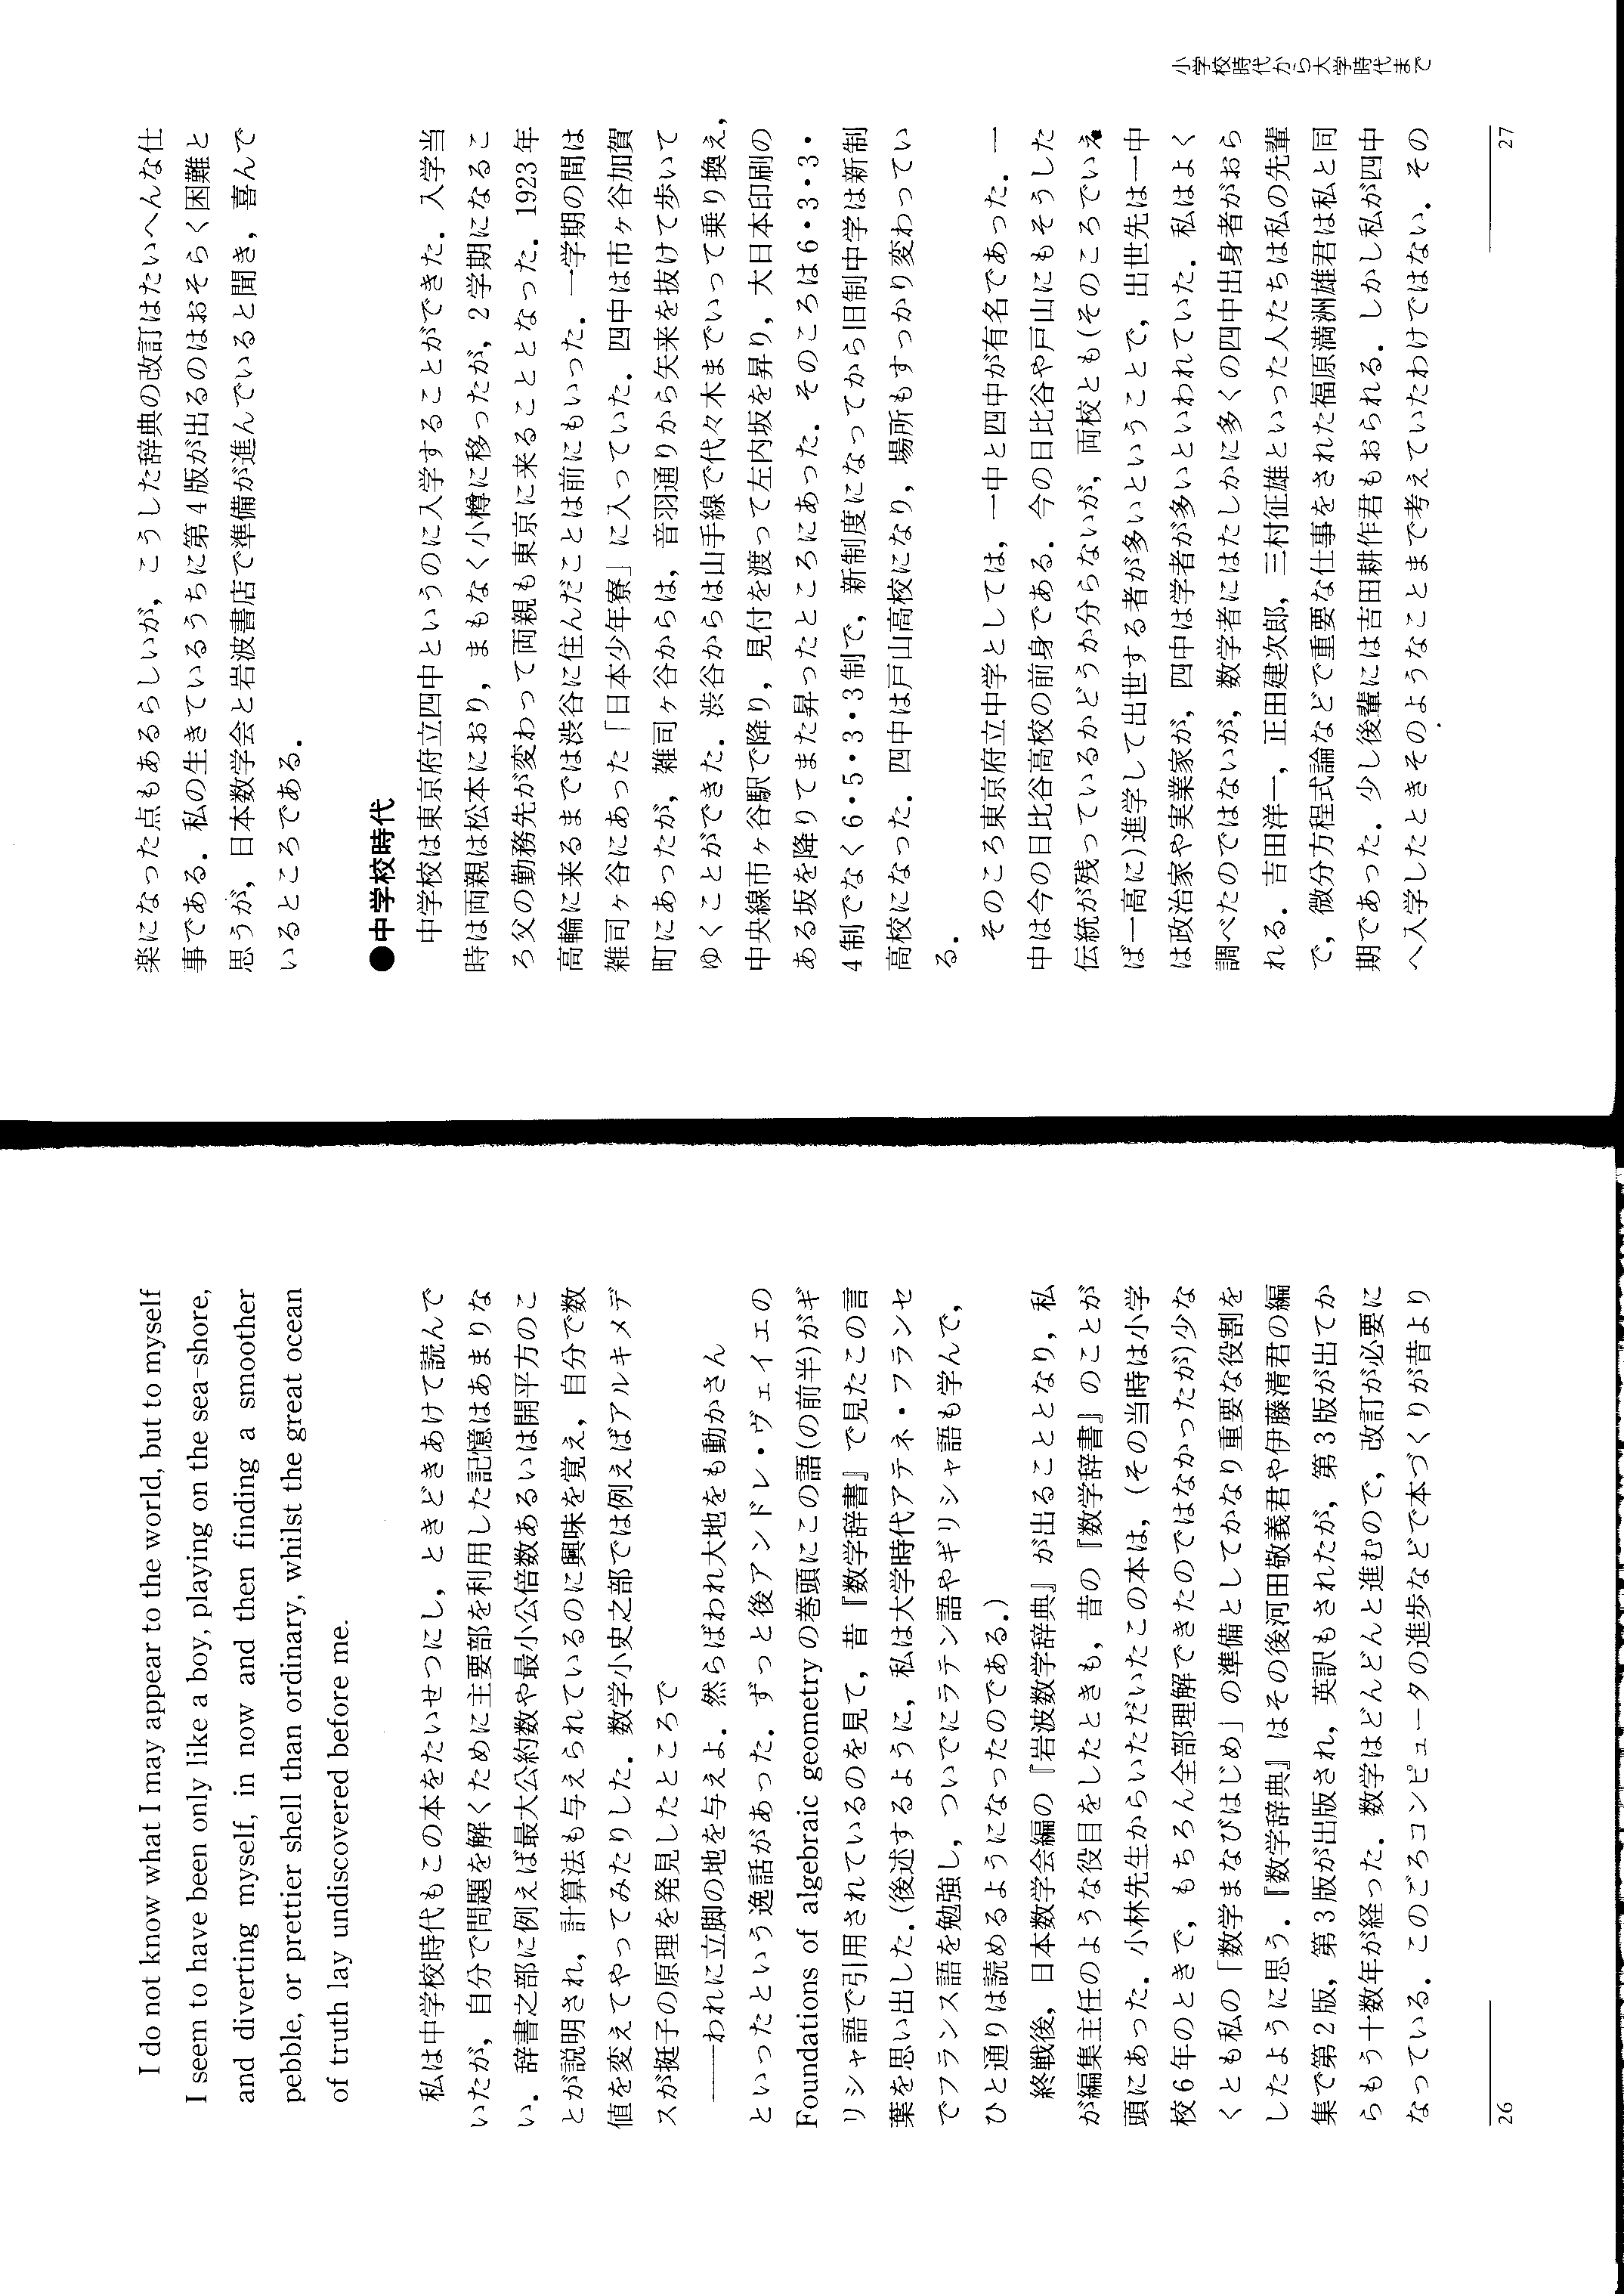 I do not know what I may appear to the world, but to myself
I seem to have been only like a boy, playing on the sea-shore,
and diverting myself, in now and then finding a smoother
pebble, or prettier shell than ordinary, whilst the great ocean
of truth lay undiscovered before me.
私は中学校時代もこの本をたいせつにし，ときどきあけて読んで
いたが，自分で問題を解くために主要部を利用した記憶はあまりな
い．辞書之部に例えば最大公約数や最小公倍数あるいは開平方のこ
とが説明され，計算法も与えられているのに興味を覚え，自分で数
値を変えてやってみたりした．数学小史之部では例えばアルキメデ
スが挺子の原理を発見したところで
――われに立脚の地を与えよ．然らばわれ大地をも動かさん
といったという逸話があった．ずっと後アンドレ・ヴェイエの
Foundations of algebraic geometry の巻頭にこの語(の前半)がギ
リシャ語で引用されているのを見て，昔『数学辞書』で見たこの言
葉を思い出した．(後述するように，私は大学時代アテネ・フランセ
でフランス語を勉強し，ついでにラテン語やギリシャ語も学んで，
ひと通りは読めるようになったのである．)
終戦後，日本数学会編の『岩波数学辞典』が出ることとなり，私
が編集主任のような役目をしたときも，昔の『数学辞書』のことが
頭にあった．小林先生からいただいたこの本は，(その当時は小学
校6年のときで，もちろん全部理解できたのではなかったが)少な
くとも私の「数学まなびはじめ」の準備としてかなり重要な役割を
したように思う．『数学辞典』はその後河田敬義君や伊藤清君の編
集で第2版，第3版が出版され，英訳もされたが，第3版が出てか
らもう十数年が経った．数学はどんどんと進むので，改訂が必要に
なっている．このごろコンピュータの進歩などで本づくりが昔より
26
小学校時代から大学時代まで
楽になった点もあるらしいが，こうした辞典の改訂はたいへんな仕
事である．私の生きているうちに第4版が出るのはおそらく困難と
思うが，日本数学会と岩波書店で準備が進んでいると聞き，喜んで
いるところである．
●中学校時代
中学校は東京府立四中というのに入学することができた．入学当
時は両親は松本におり，まもなく小樽に移ったが，2学期になるこ
ろ父の勤務先が変わって両親も東京に来ることとなった．1923年
高輪に来るまでは渋谷に住んだことは前にもいった．一学期の間は
雑司ヶ谷にあった「日本少年寮」に入っていた．四中は市ヶ谷加賀
町にあったが，雑司ヶ谷からは，音羽通りから矢来を抜けて歩いて
ゆくことができた．渋谷からは山手線で代々木までいって乗り換え，
中央線市ヶ谷駅で降り，見付を渡って左内坂を昇り，大日本印刷の
ある坂を降りてまた昇ったところにあった．そのころは6・3・3・
4制でなく6・5・3・3制で，新制度になってから旧制中学は新制
高校になった．四中は戸山高校になり，場所もすっかり変わってい
る．
そのころ東京府立中学としては，一中と四中が有名であった．一
中は今の日比谷高校の前身である．今の日比谷や戸山にもそうした
伝統が残っているかどうか分らないが，両校とも(そのころでいえ
ば一高に)進学して出世する者が多いということで，出世先は一中
は政治家や実業家が，四中は学者が多いといわれていた．私はよく
調べたのではないが，数学者にはたしかに多くの四中出身者がおら
れる．吉田洋一，正田建次郎，三村征雄といった人たちは私の先輩
で，微分方程式論などで重要な仕事をされた福原満洲雄君は私と同
期であった．少し後輩には吉田耕作君もおられる．しかし私が四中
へ入学したときそのようなことまで考えていたわけではない．その
27